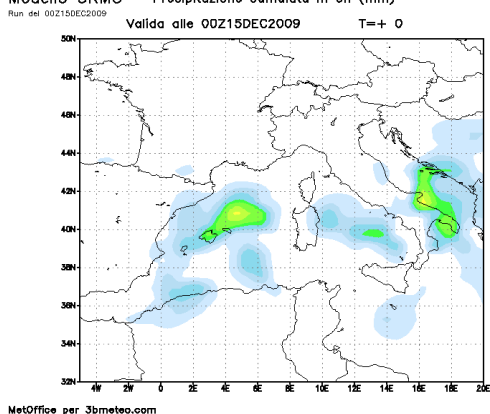 Modello GRMC Precipitazione cumulata in 6h (mm)
Run del 00Z15DEC2009
Valida alle 00Z15DEC2009 T=+ 0
50N
48N
46N
44N
42N
40N
38N
36N
34N
32N
4W 2W 0 2E 4E 6E 8E 10E 12E 14E 16E 18E 20E
MetOffice per 3bmeteo.com